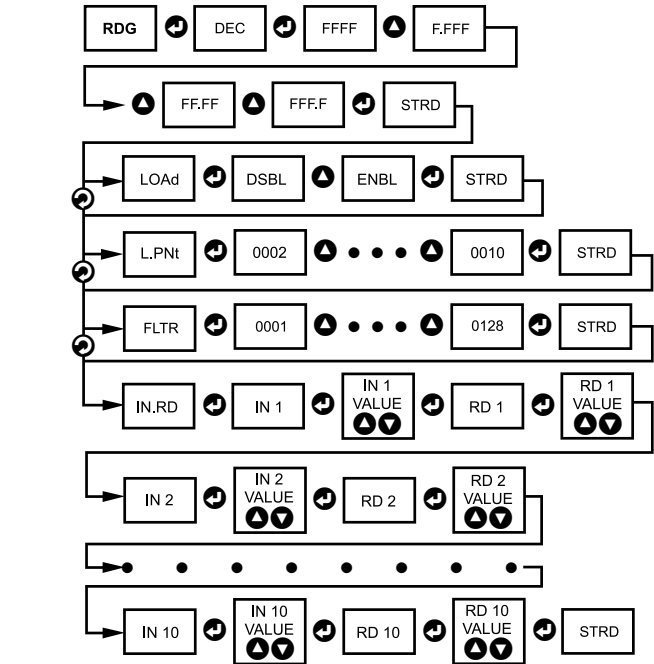 RDG DEC FFFF F.FFF
FF.FF FFF.F STRD
LOAd DSBL ENBL STRD
L.PNt 0002 0010 STRD
FLTR 0001 0128 STRD
IN.RD IN 1 IN 1 VALUE RD 1 RD 1 VALUE
IN 2 IN 2 VALUE RD 2 RD 2 VALUE
IN 10 IN 10 VALUE RD 10 RD 10 VALUE STRD